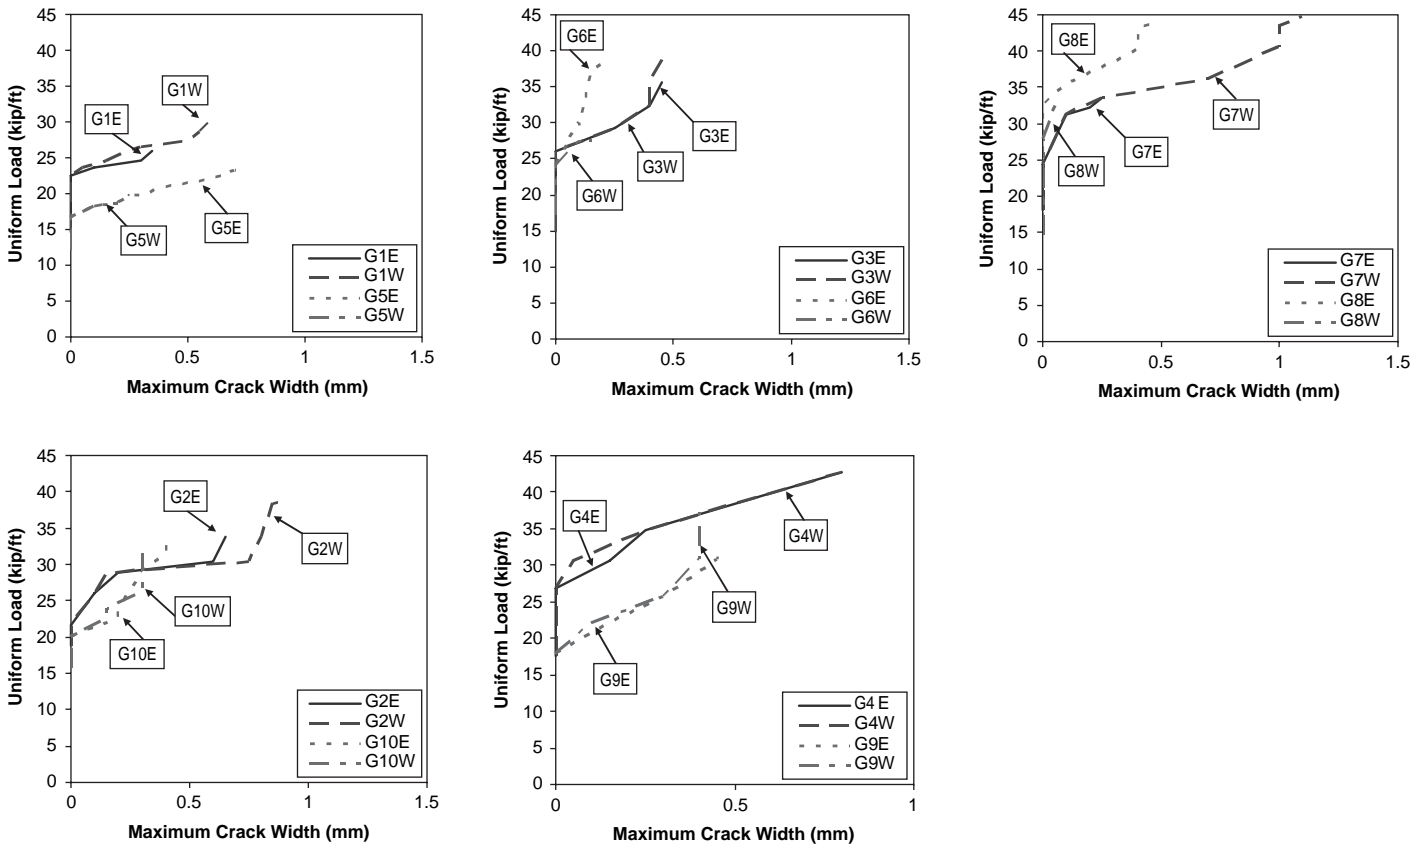 Uniform Load (kip/ft)
45
40
35
30
25
20
15
10
5
0
0
0.5
1
1.5
Maximum Crack Width (mm)
G1W
G1E
G5W
G5E
G1E
G1W
G5E
G5W
Uniform Load (kip/ft)
45
40
35
30
25
20
15
10
5
0
0
0.5
1
1.5
Maximum Crack Width (mm)
G6E
G3E
G3W
G6W
G3E
G3W
G6E
G6W
Uniform Load (kip/ft)
45
40
35
30
25
20
15
10
5
0
0
0.5
1
1.5
Maximum Crack Width (mm)
G8E
G7W
G7E
G8W
G7E
G7W
G8E
G8W
Uniform Load (kip/ft)
45
40
35
30
25
20
15
10
5
0
0
0.5
1
1.5
Maximum Crack Width (mm)
G2E
G2W
G10W
G10E
G2E
G2W
G10E
G10W
Uniform Load (kip/ft)
45
40
35
30
25
20
15
10
5
0
0
0.5
1
Maximum Crack Width (mm)
G4E
G4W
G9W
G9E
G4 E
G4W
G9E
G9W